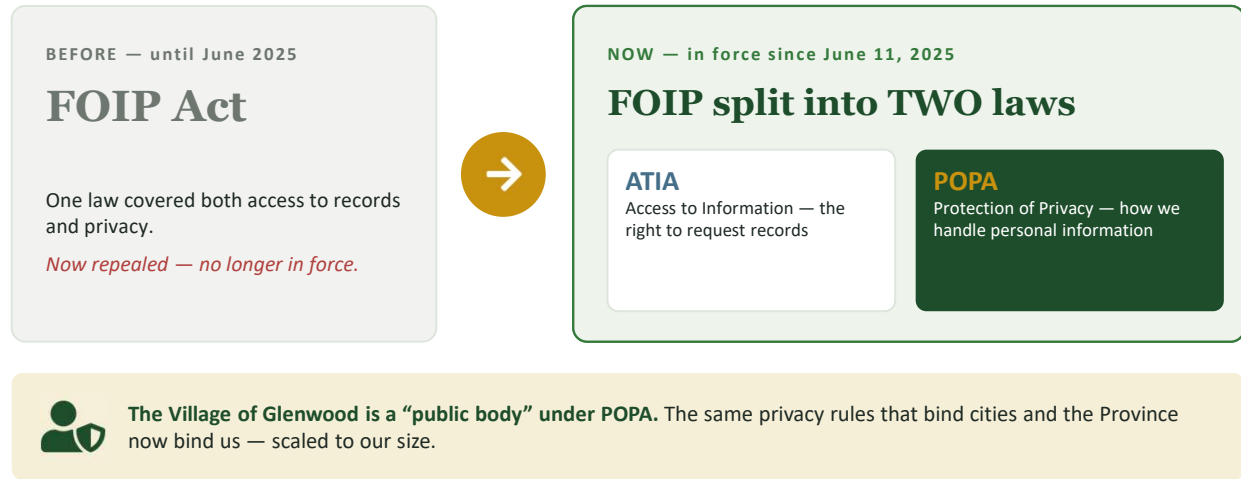 BEFORE — until June 2025
FOIP Act
One law covered both access to records
and privacy.
Now repealed — no longer in force.
NOW — in force since June 11, 2025
FOIP split into TWO laws
ATIA
Access to Information — the
right to request records
POPA
Protection of Privacy — how we
handle personal information
The Village of Glenwood is a “public body” under POPA. The same privacy rules that bind cities and the Province
now bind us — scaled to our size.